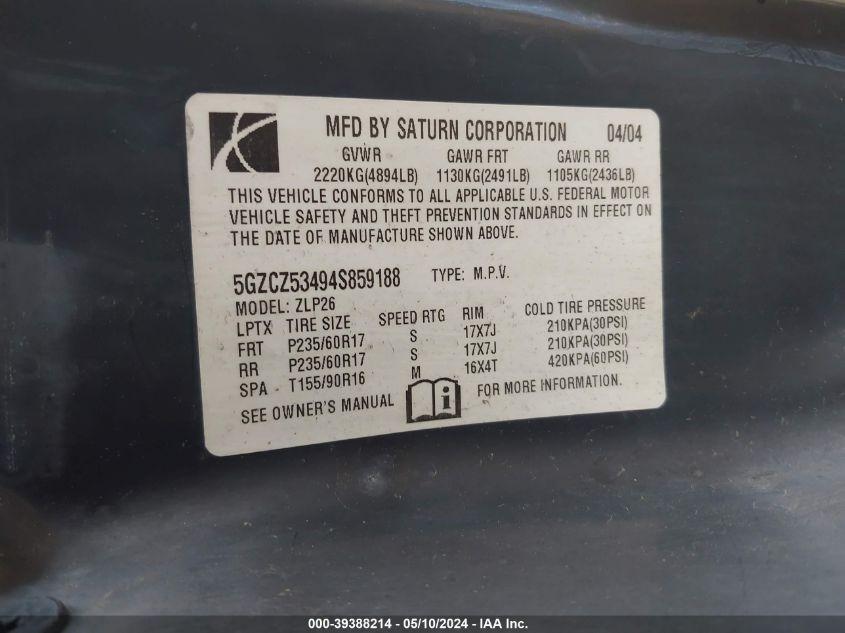 MFD BY SATURN CORPORATION 04/04
GVWR GAWR FRT GAWR RR
2220KG(4894LB) 1130KG(2491LB) 1105KG(2436LB)
THIS VEHICLE CONFORMS TO ALL APPLICABLE U.S. FEDERAL MOTOR
VEHICLE SAFETY AND THEFT PREVENTION STANDARDS IN EFFECT ON
THE DATE OF MANUFACTURE SHOWN ABOVE.
5GZCZ53494S859188 TYPE: M.P.V.
MODEL: ZLP26
LPTX TIRE SIZE SPEED RTG RIM COLD TIRE PRESSURE
FRT P235/60R17 S 17X7J 210KPA(30PSI)
RR P235/60R17 S 17X7J 210KPA(30PSI)
SPA T155/90R16 M 16X4T 420KPA(60PSI)
SEE OWNER'S MANUAL i FOR MORE INFORMATION.
000-39388214 - 05/10/2024 - IAA Inc.